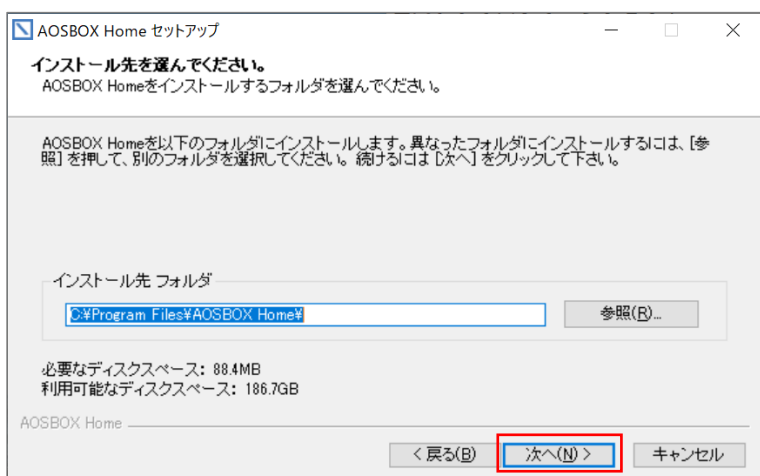 AOSBOX Home セットアップ
インストール先を選んでください。
AOSBOX Homeをインストールするフォルダを選んでください。
AOSBOX Homeを以下のフォルダにインストールします。異なったフォルダにインストールするには、[参
照] を押して、別のフォルダを選択してください。続けるには [次へ] をクリックして下さい。
インストール先 フォルダ
C:¥Program Files¥AOSBOX Home¥
参照(R)...
必要なディスクスペース: 88.4MB
利用可能なディスクスペース: 186.7GB
AOSBOX Home
< 戻る(B) 次へ(N) > キャンセル